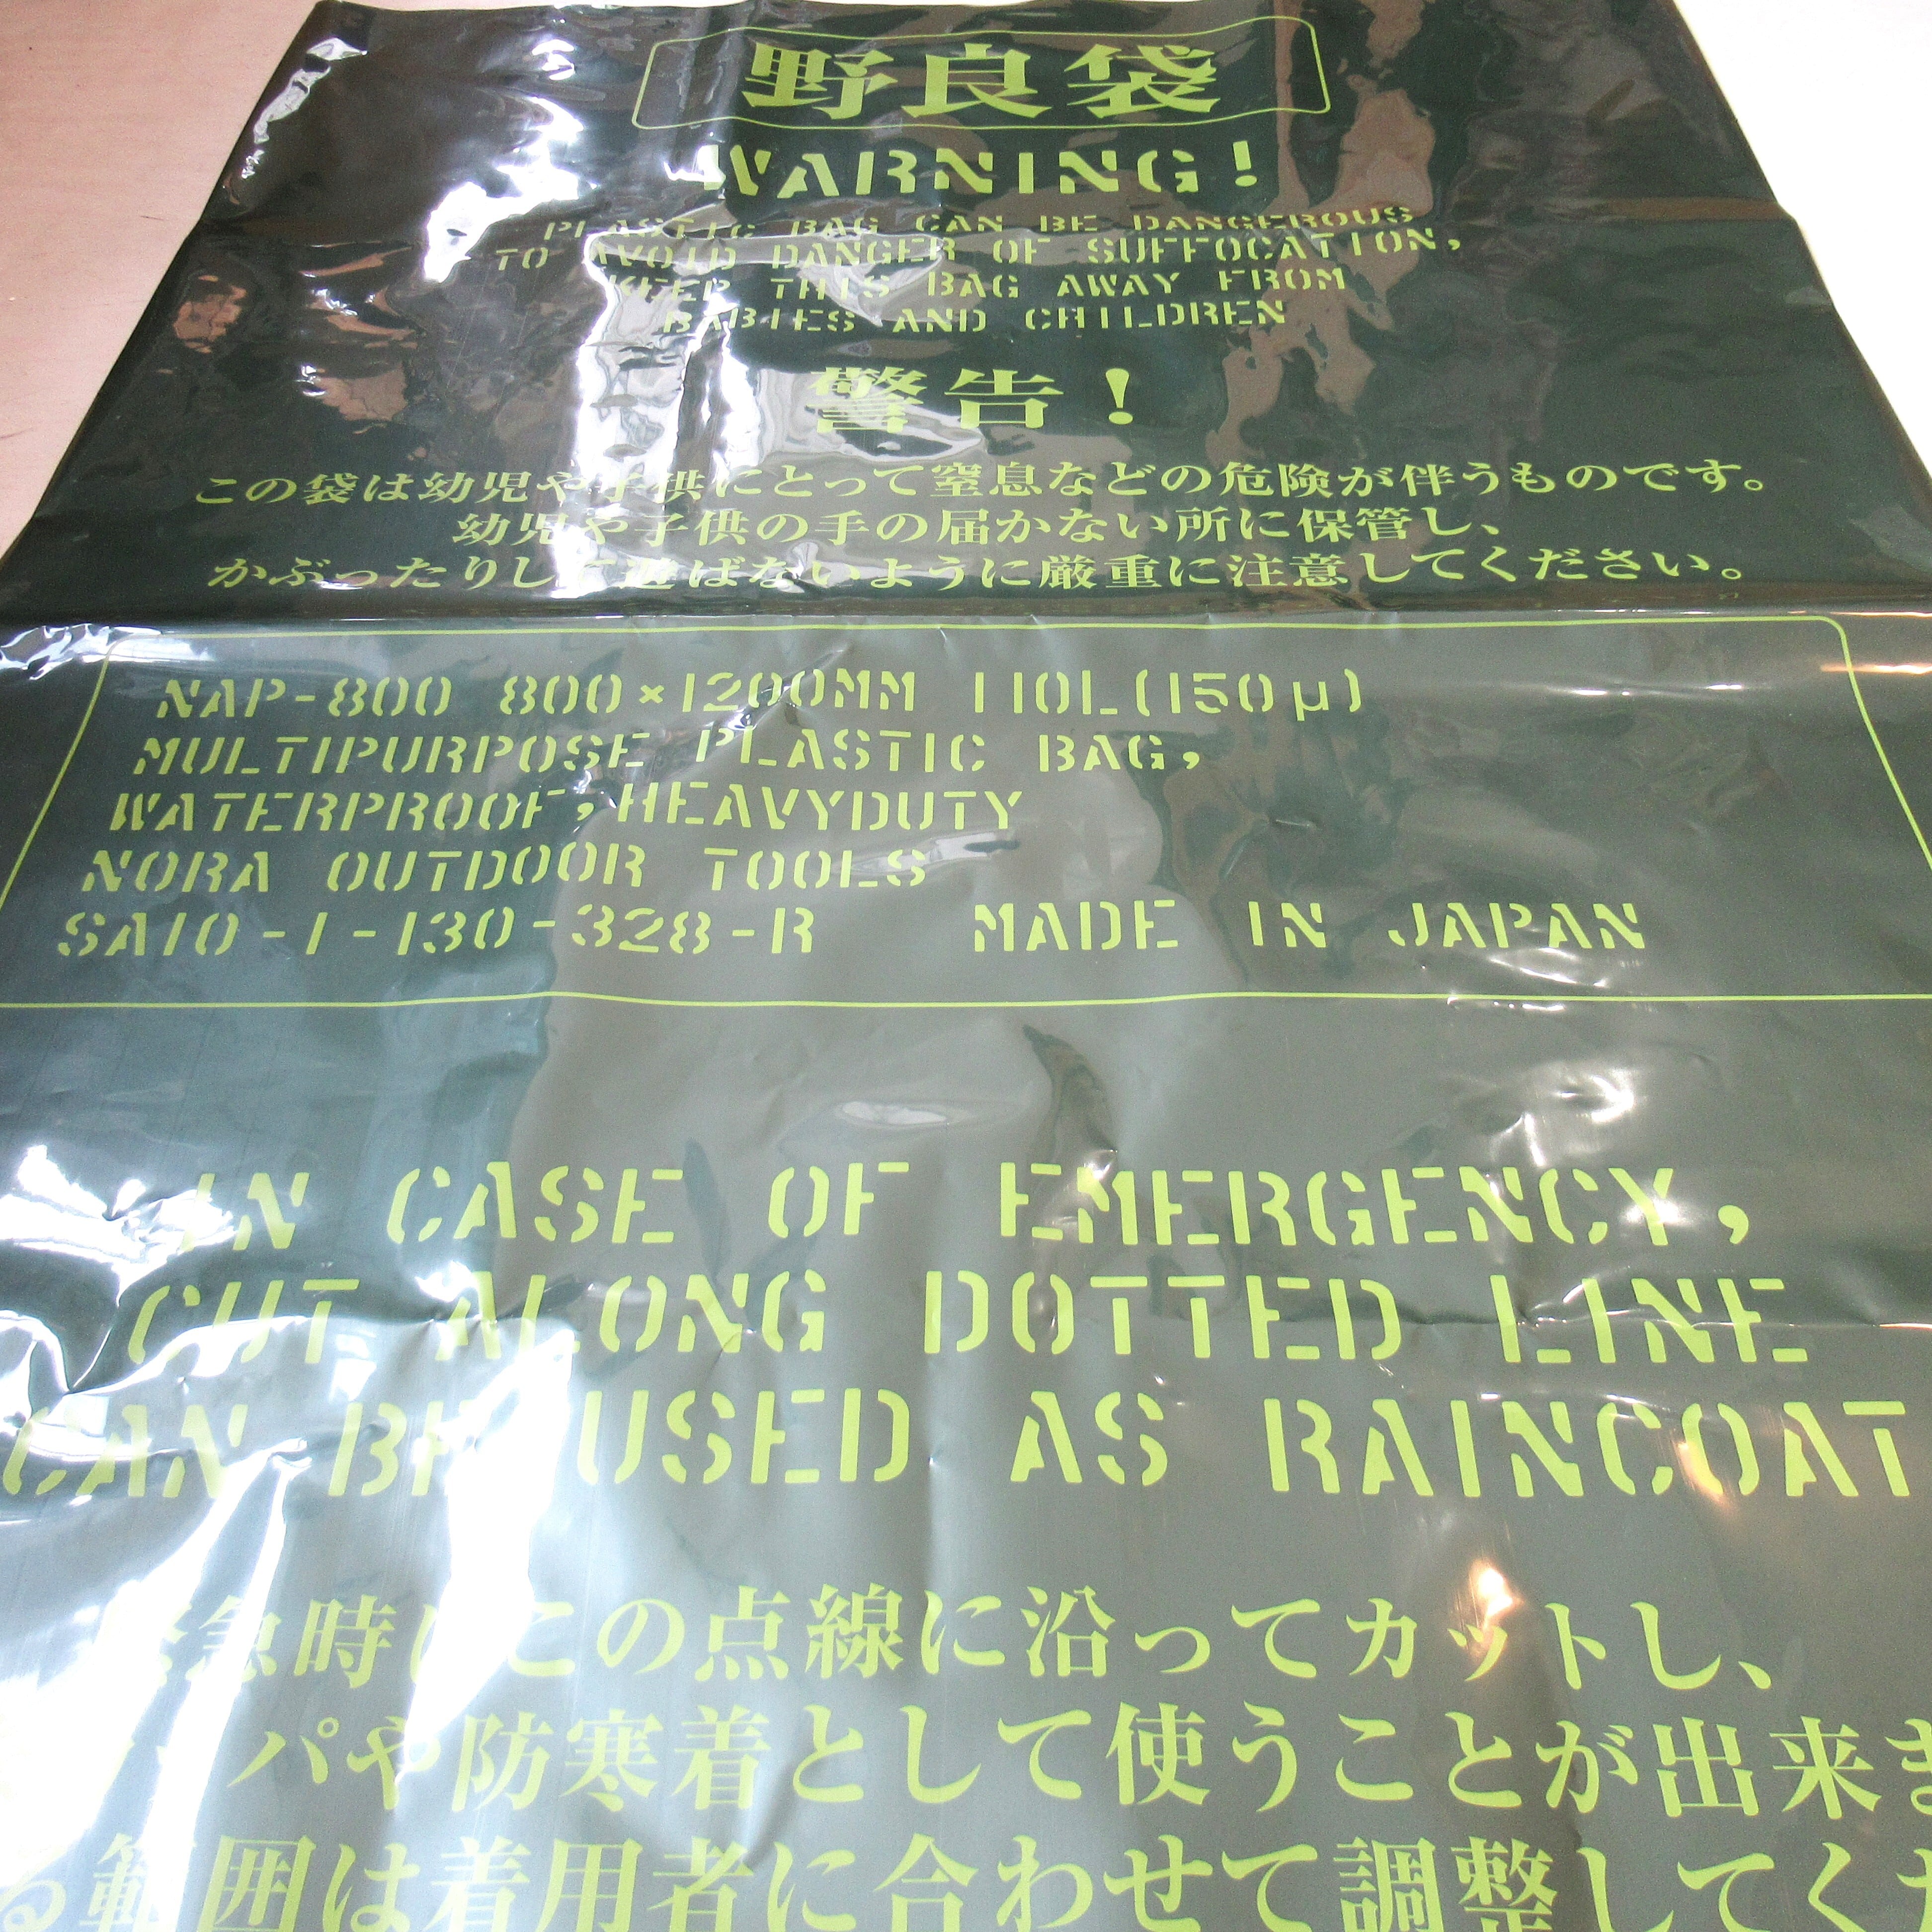 野良袋
WARNING!
PLASTIC BAG CAN BE DANGEROUS
TO AVOID DANGER OF SUFFOCATION,
KEEP THIS BAG AWAY FROM
BABIES AND CHILDREN
警告!
この袋は幼児や子供にとって窒息などの危険が伴うものです。
幼児や子供の手の届かない所に保管し、
かぶったりして遊ばないように厳重に注意してください。
NAP-800 800×1200MM 110L(150μ)
MULTIPURPOSE PLASTIC BAG,
WATERPROOF,HEAVYDUTY
NORA OUTDOOR TOOLS
SA10-1-130-328-R MADE IN JAPAN
IN CASE OF EMERGENCY,
CUT ALONG DOTTED LINE
CAN BE USED AS RAINCOAT
緊急時はこの点線に沿ってカットし、
パや防寒着として使うことが出来ま
る範囲は着用者に合わせて調整してくだ